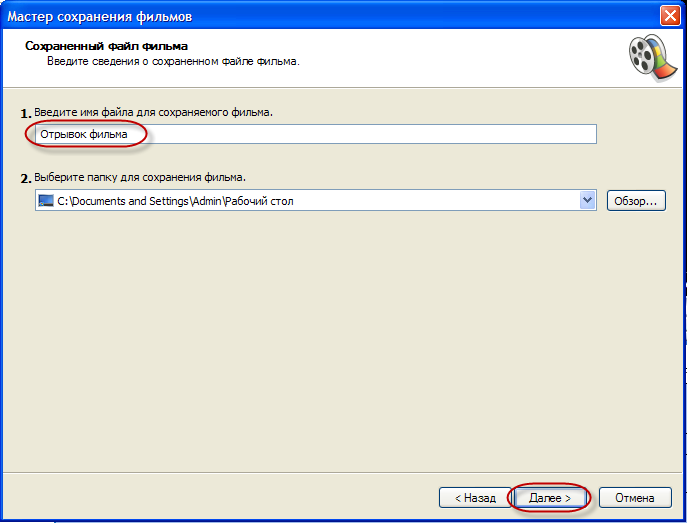 Мастер сохранения фильмов
Сохраненный файл фильма
Введите сведения о сохраненном файле фильма.
1. Введите имя файла для сохраняемого фильма.
Отрывок фильма
2. Выберите папку для сохранения фильма.
C:\Documents and Settings\Admin\Рабочий стол
Обзор...
< Назад
Далее >
Отмена